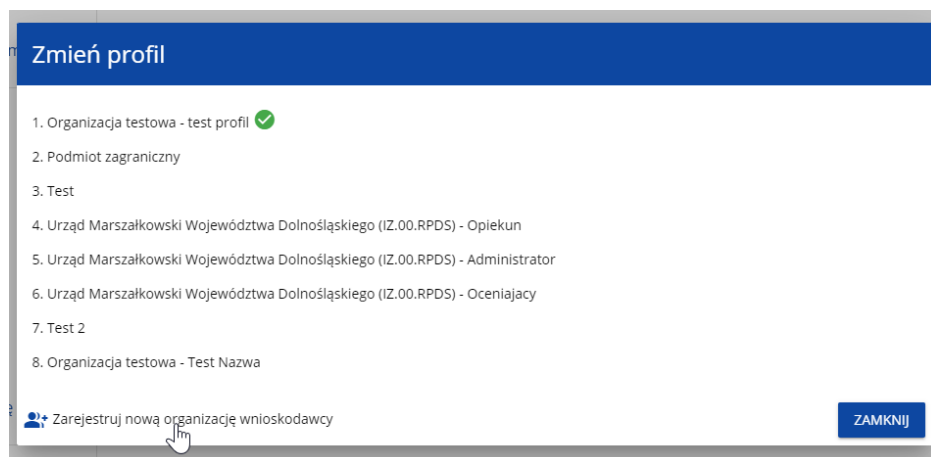 Zmień profil
1. Organizacja testowa - test profil
2. Podmiot zagraniczny
3. Test
4. Urząd Marszałkowski Województwa Dolnośląskiego (IZ.00.RPDS) - Opiekun
5. Urząd Marszałkowski Województwa Dolnośląskiego (IZ.00.RPDS) - Administrator
6. Urząd Marszałkowski Województwa Dolnośląskiego (IZ.00.RPDS) - Oceniajacy
7. Test 2
8. Organizacja testowa - Test Nazwa
Zarejestruj nową organizację wnioskodawcy
ZAMKNIJ